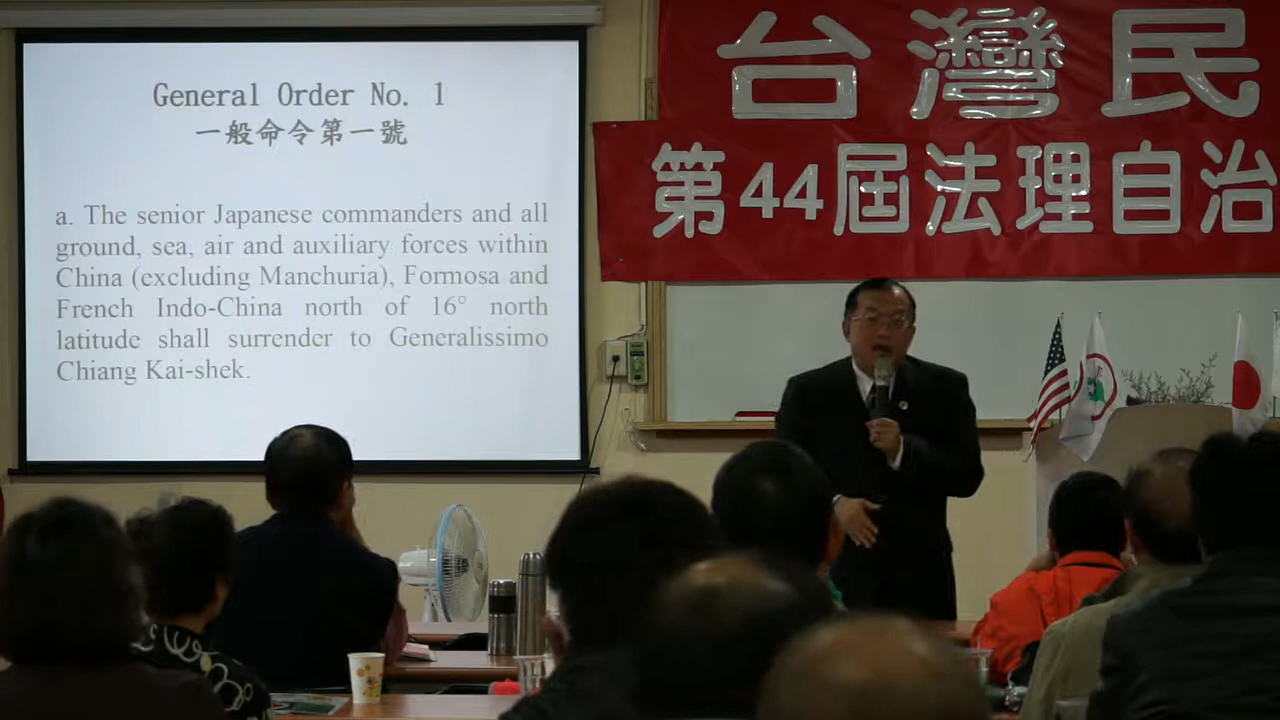 General Order No. 1
一般命令第一號
a. The senior Japanese commanders and all
ground, sea, air and auxiliary forces within
China (excluding Manchuria), Formosa and
French Indo-China north of 16° north
latitude shall surrender to Generalissimo
Chiang Kai-shek.
台灣民
第44屆法理自治